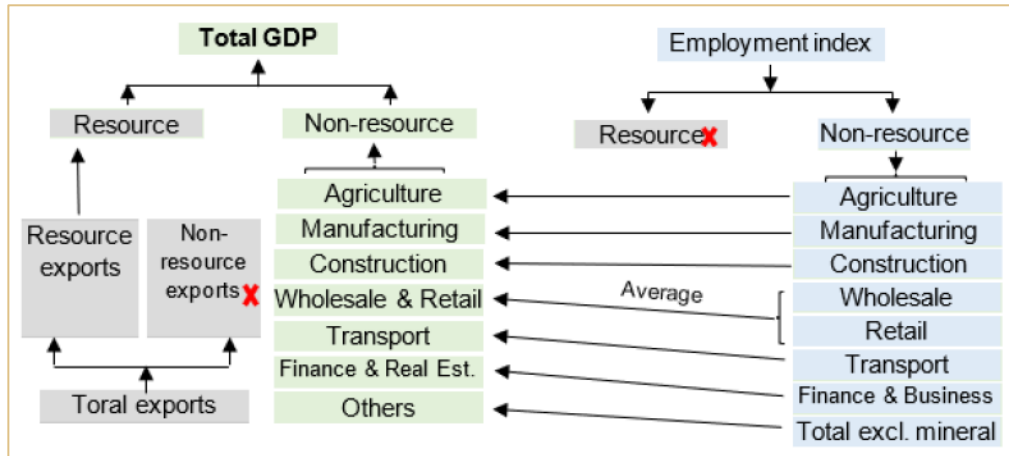 Total GDP
Employment index
Resource
Non-resource
Resource
Non-resource
Resource
exports
Non-
resource
exports
Toral exports
Agriculture
Manufacturing
Construction
Wholesale & Retail
Transport
Finance & Real Est.
Others
Average
Agriculture
Manufacturing
Construction
Wholesale
Retail
Transport
Finance & Business
Total excl. mineral